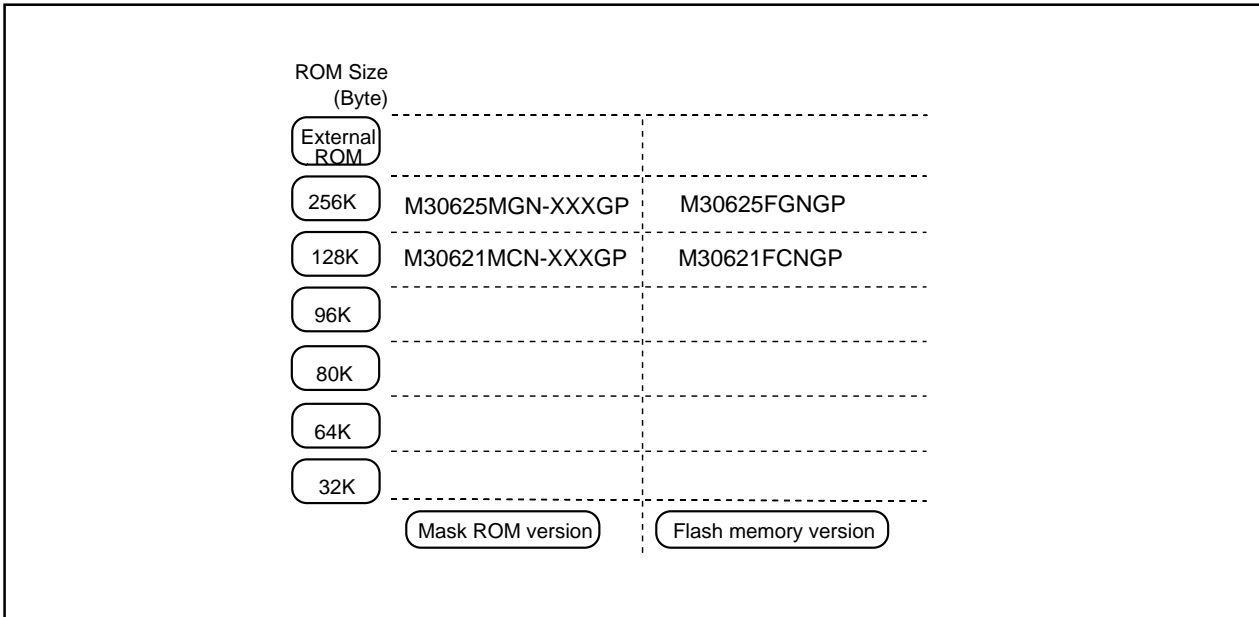 ROM Size
(Byte)
External
ROM
256K M30625MGN-XXXGP M30625FGNGP
128K M30621MCN-XXXGP M30621FCNGP
96K
80K
64K
32K
Mask ROM version Flash memory version